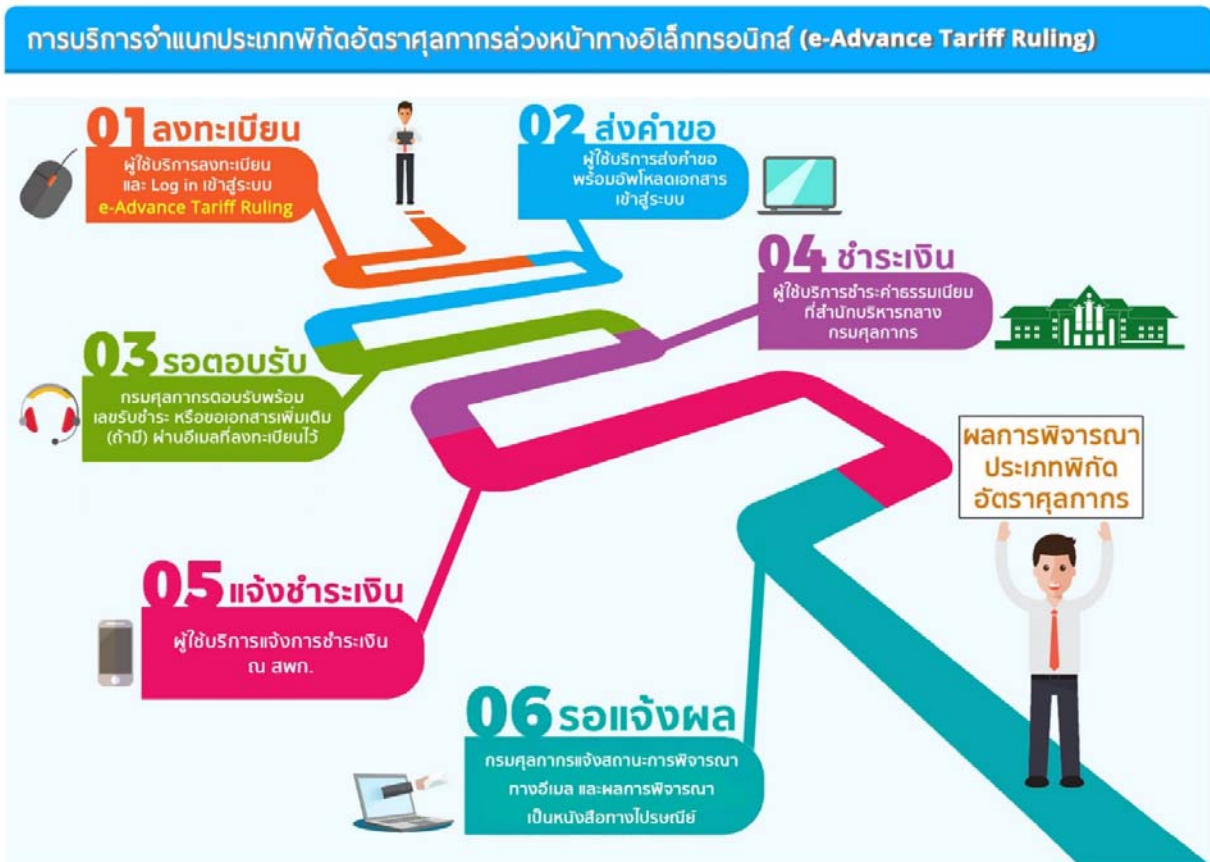 การบริการจำแนกประเภทพิกัดอัตราศุลกากรล่วงหน้าทางอิเล็กทรอนิกส์ (e-Advance Tariff Ruling)
01 ลงทะเบียน
ผู้ใช้บริการลงทะเบียน
และ Log in เข้าสู่ระบบ
e-Advance Tariff Ruling
02 ส่งคำขอ
ผู้ใช้บริการส่งคำขอ
พร้อมอัพโหลดเอกสาร
เข้าสู่ระบบ
03 รอตอบรับ
กรมศุลกากรตอบรับพร้อม
เลขรับชำระ หรือขอเอกสารเพิ่มเติม
(ถ้ามี) ผ่านอีเมลที่ลงทะเบียนไว้
04 ชำระเงิน
ผู้ใช้บริการชำระค่าธรรมเนียม
ที่สำนักบริหารกลาง
กรมศุลกากร
05 แจ้งชำระเงิน
ผู้ใช้บริการแจ้งการชำระเงิน
ณ สพก.
06 รอแจ้งผล
กรมศุลกากรแจ้งสถานะการพิจารณา
ทางอีเมล และผลการพิจารณา
เป็นหนังสือทางไปรษณีย์
ผลการพิจารณา
ประเภทพิกัด
อัตราศุลกากร